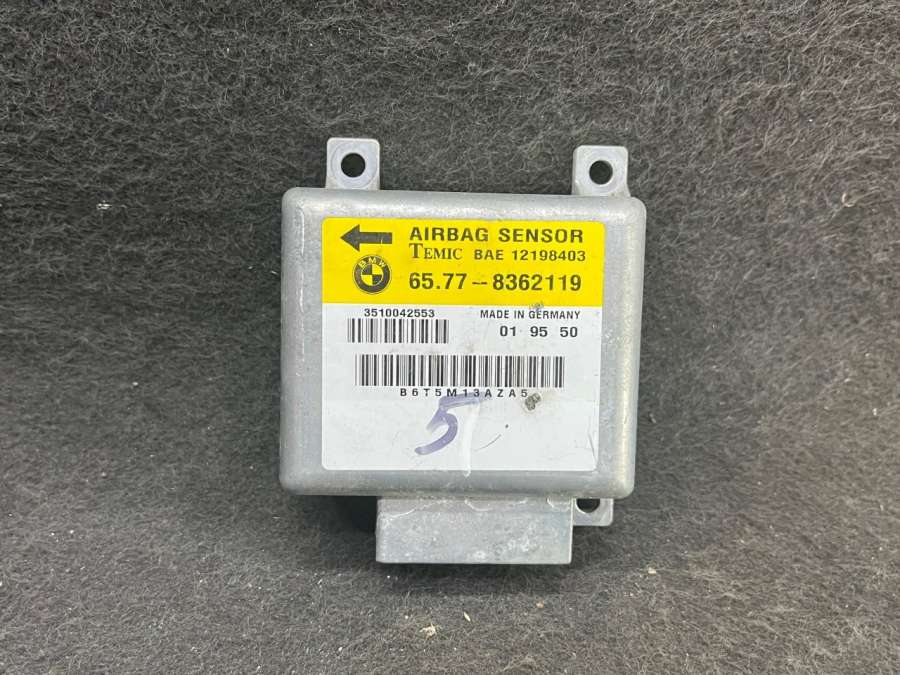 AIRBAG SENSOR
TEMIC BAE 12198403
BMW
65.77-8362119
3510042553
MADE IN GERMANY
01 95 50
B6T5M13AZA5
5